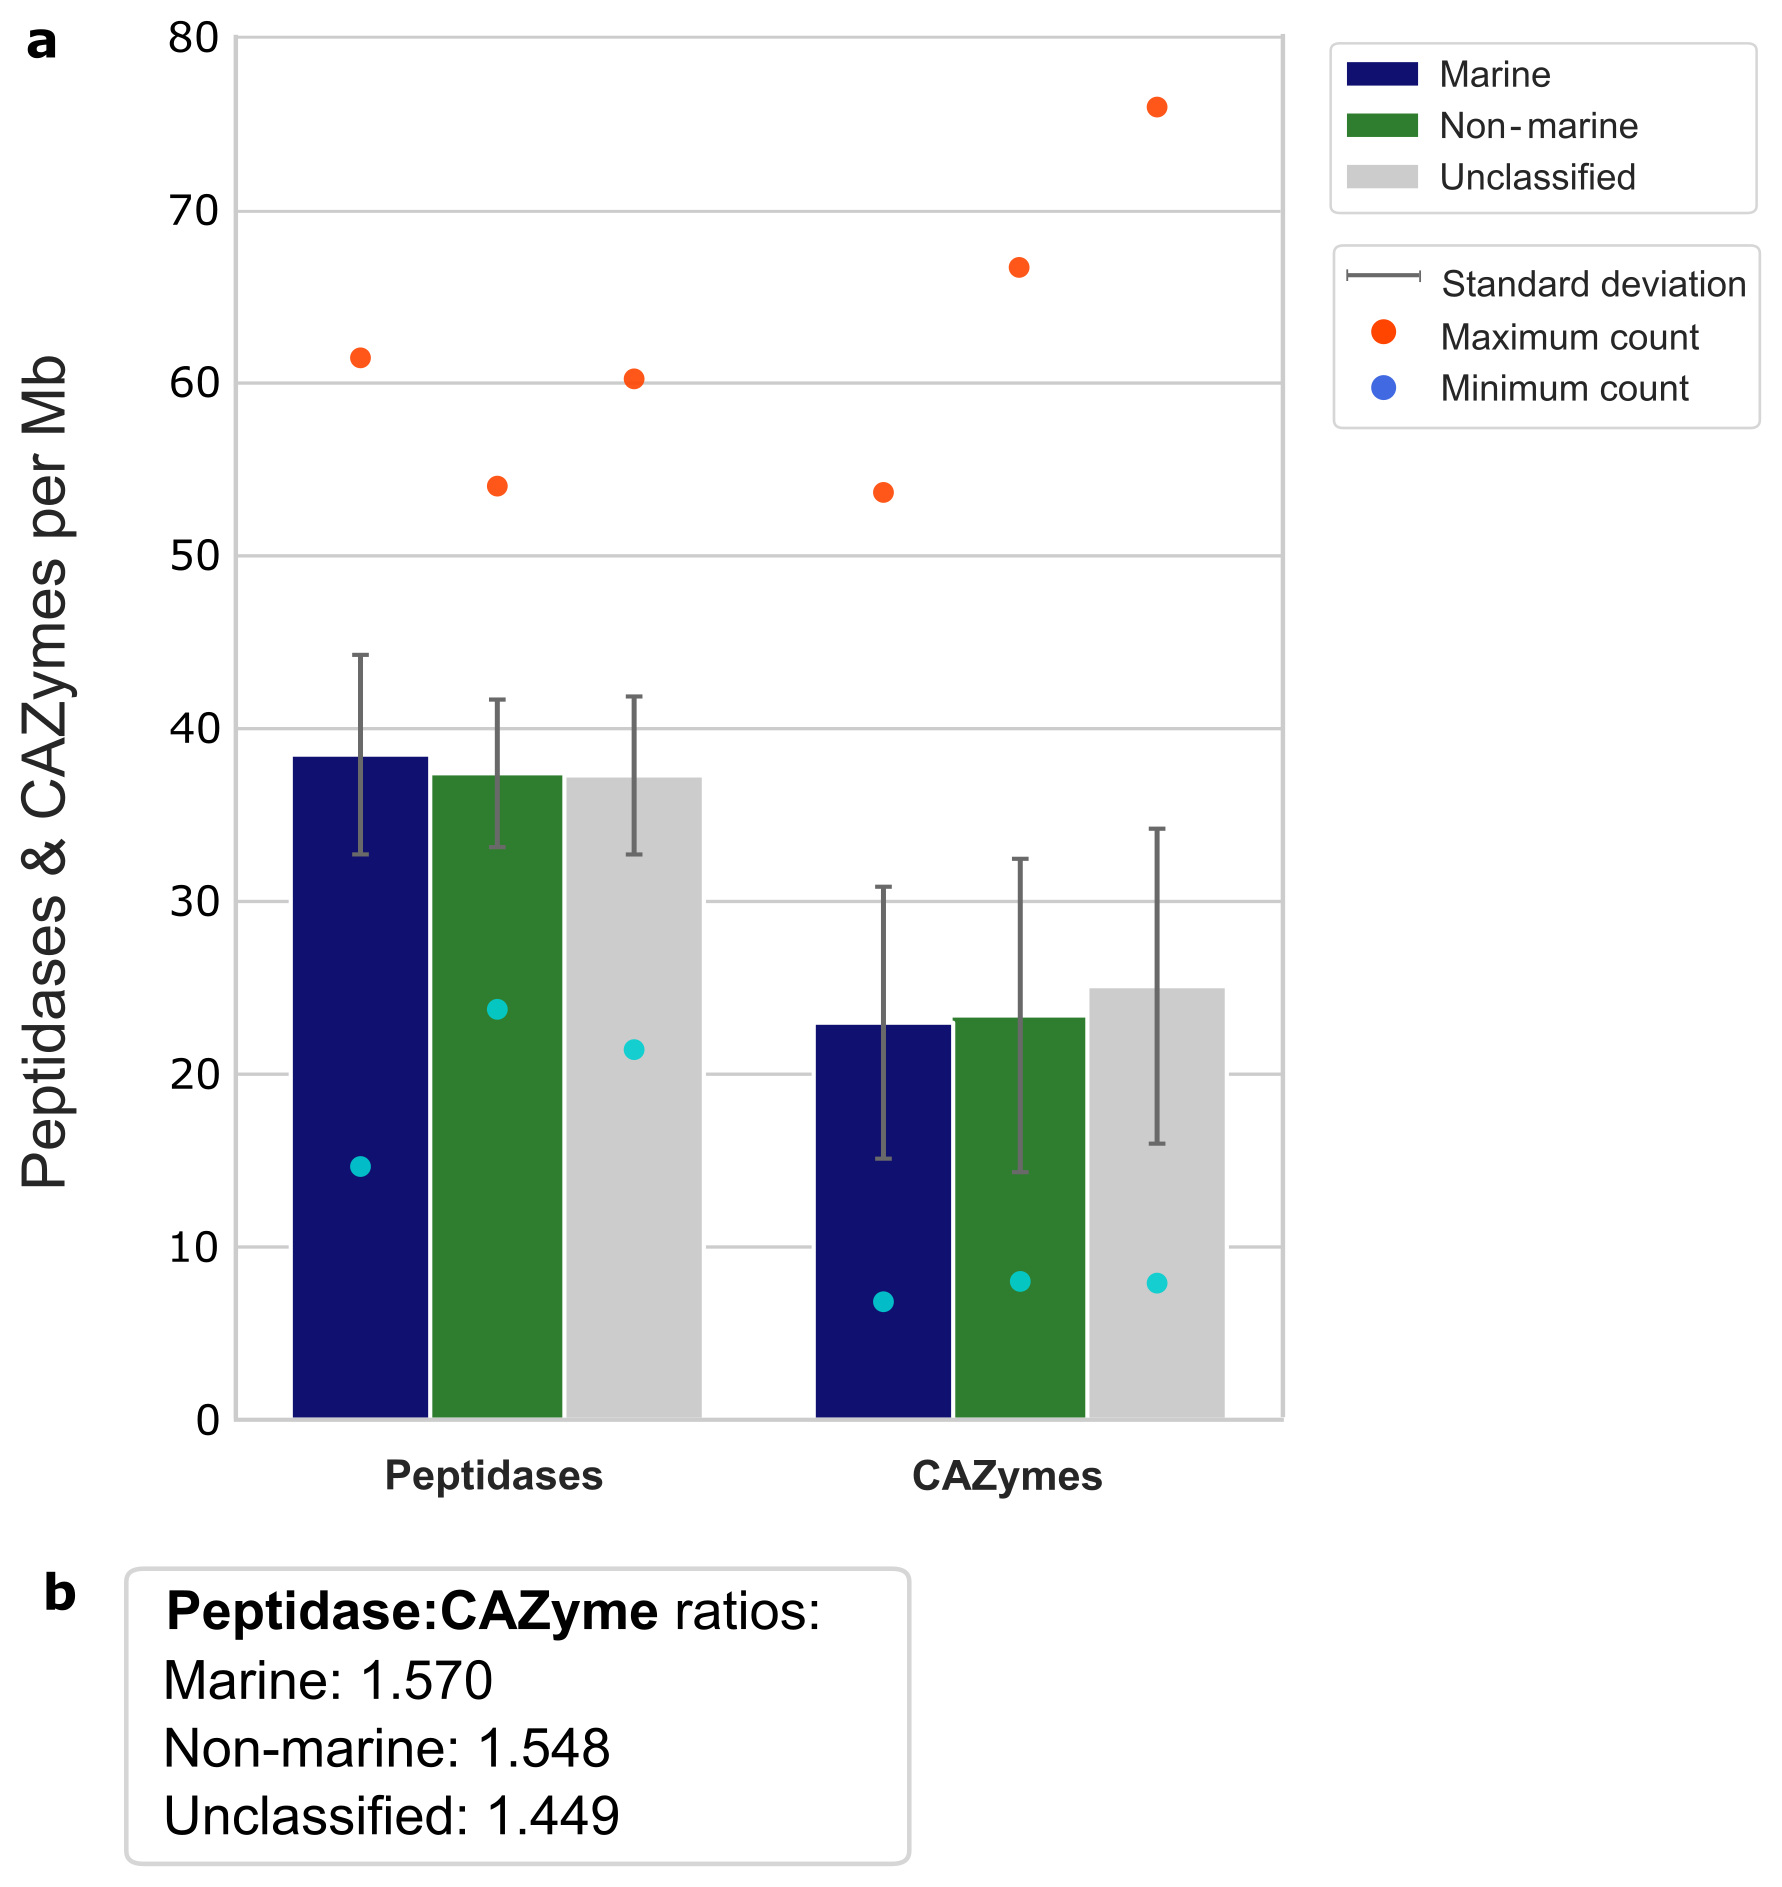 a
80
70
60
50
40
30
20
10
0
Peptidases & CAZymes per Mb
Peptidases
CAZymes
Marine
Non-marine
Unclassified
Standard deviation
Maximum count
Minimum count
b
Peptidase:CAZyme ratios:
Marine: 1.570
Non-marine: 1.548
Unclassified: 1.449